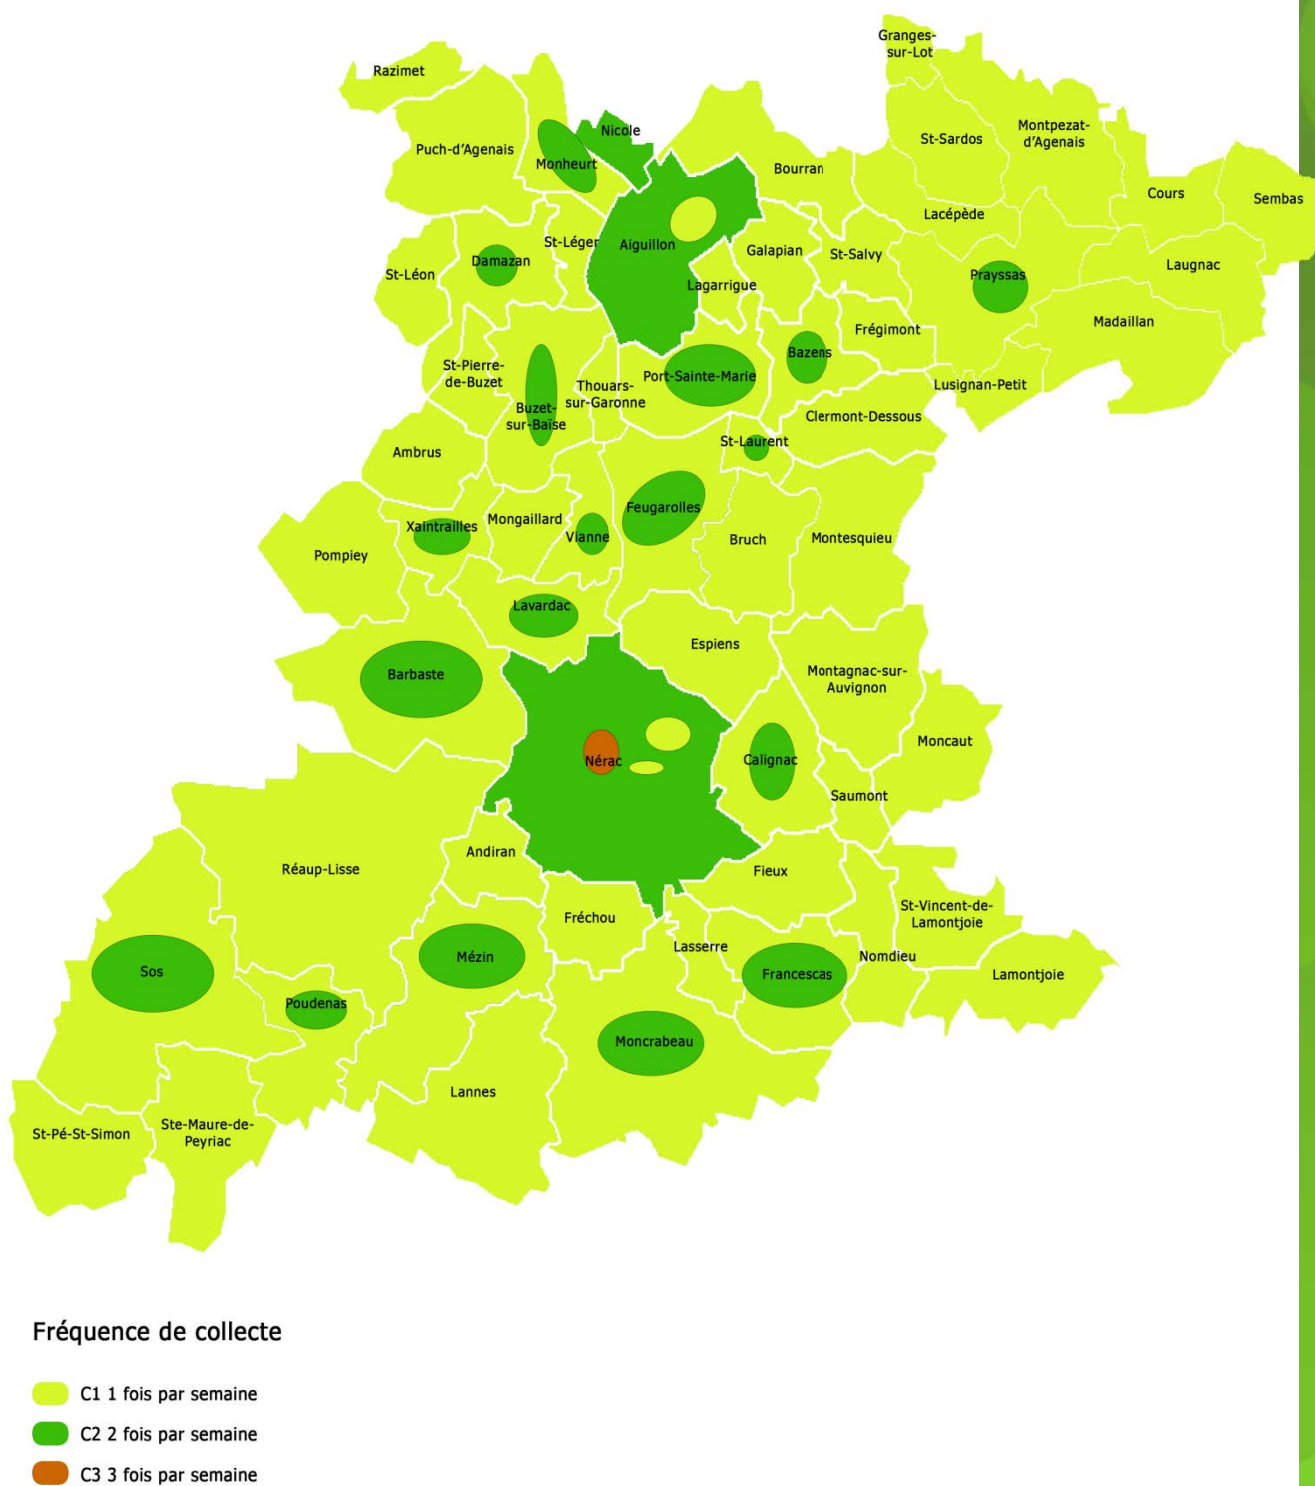 Granges-
sur-Lot
Razimet
Nicole
Montpezat-
d'Agenais
St-Sardos
Puch-d'Agenais
Monheurt
Bourran
Cours
Sembas
Lacépède
St-Léger
Aiguillon
Galapian
St-Salvy
Damazan
Laugnac
St-Léon
Prayssas
Lagarrigue
Madaillan
Frégimont
Bazens
St-Pierre-
de-Buzet
Port-Sainte-Marie
Thouars-
sur-Garonne
Lusignan-Petit
Buzet-
sur-Baïse
Clermont-Dessous
St-Laurent
Ambrus
Feugarolles
Mongaillard
Xaintrailles
Vianne
Bruch
Montesquieu
Pompiey
Lavardac
Espiens
Barbaste
Montagnac-sur-
Auvignon
Moncaut
Nérac
Calignac
Saumont
Andiran
Réaup-Lisse
Fieux
St-Vincent-de-
Lamontjoie
Fréchou
Lasserre
Nomdieu
Mézin
Sos
Francescas
Lamontjoie
Poudenas
Moncrabeau
Lannes
St-Pé-St-Simon
Ste-Maure-de-
Peyriac
Fréquence de collecte
C1 1 fois par semaine
C2 2 fois par semaine
C3 3 fois par semaine